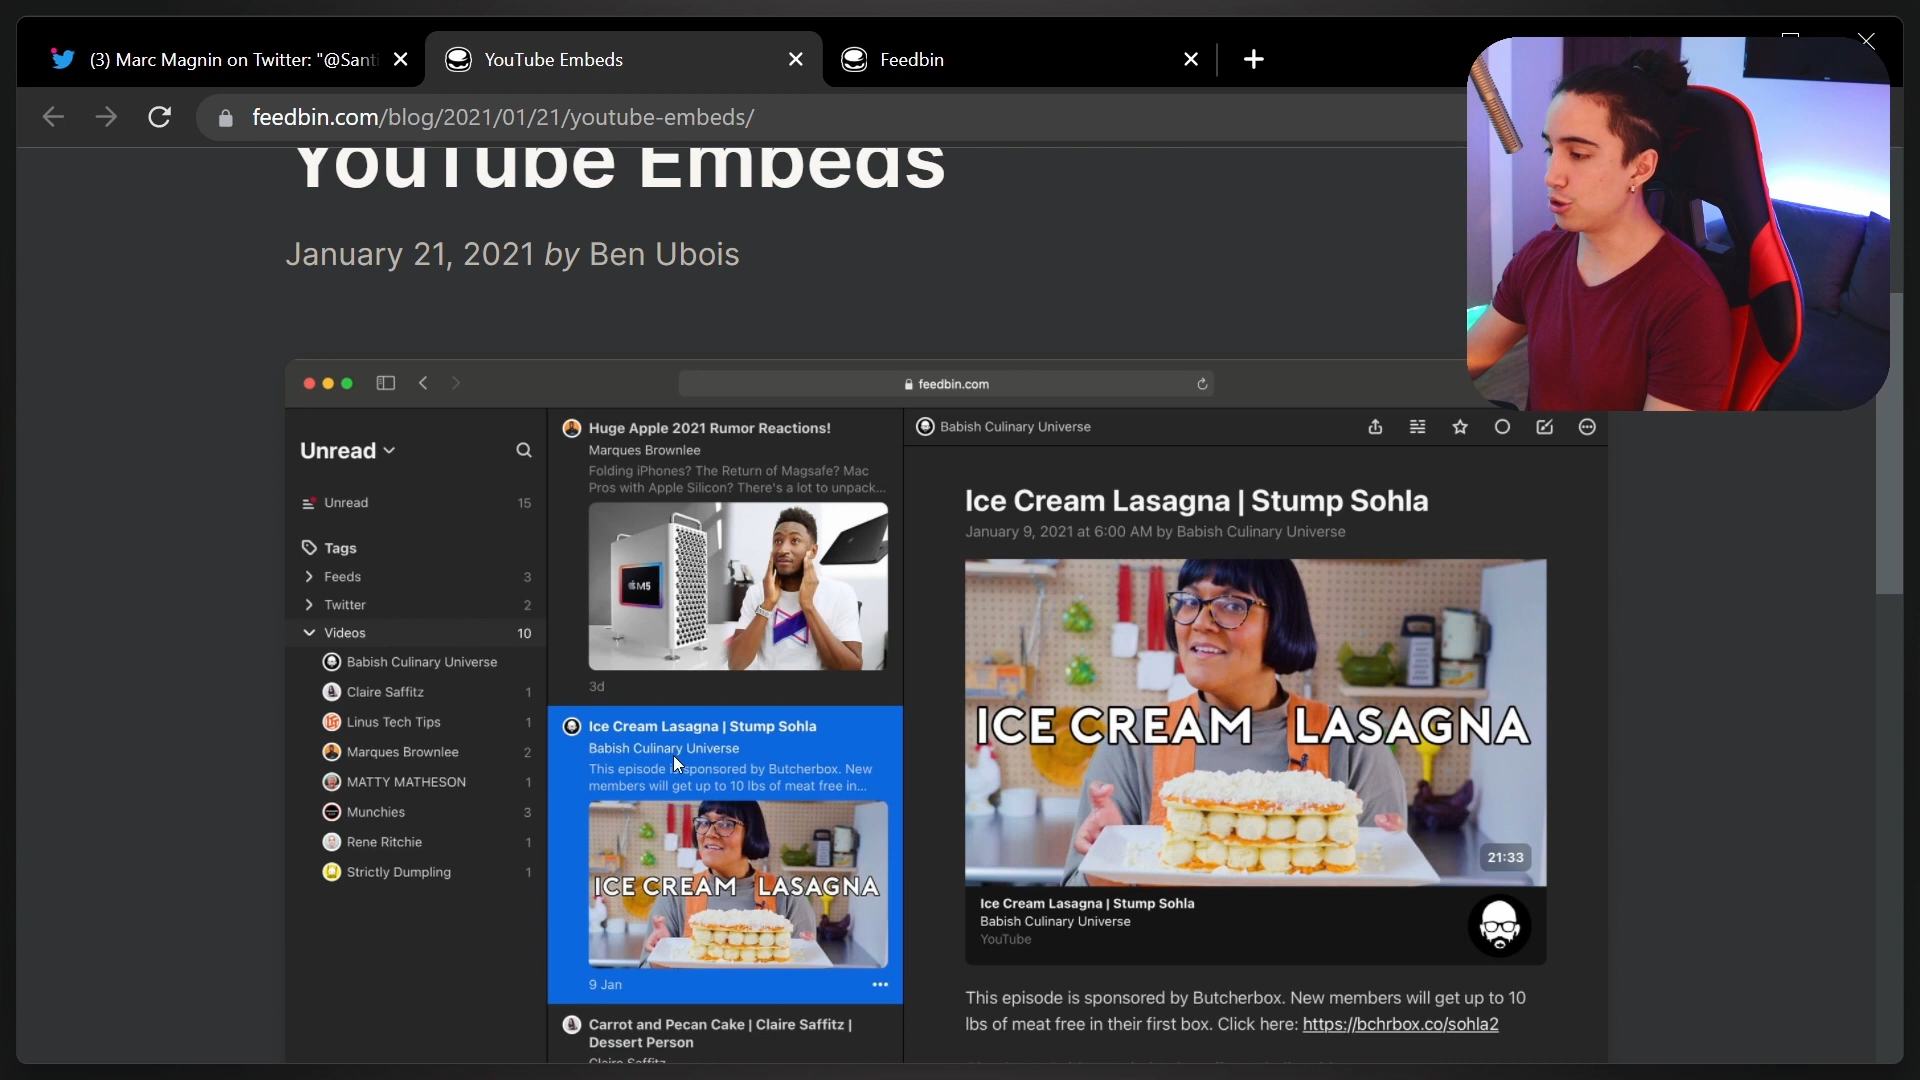 (3) Marc Magnin on Twitter: "@Santi
YouTube Embeds
Feedbin
feedbin.com/blog/2021/01/21/youtube-embeds/
YouTube Embeds
January 21, 2021 by Ben Ubois
feedbin.com
Unread
Unread 15
Tags
Feeds 3
Twitter 2
Videos 10
Babish Culinary Universe
Claire Saffitz 1
Linus Tech Tips 1
Marques Brownlee 2
MATTY MATHESON 1
Munchies 3
Rene Ritchie 1
Strictly Dumpling 1
Huge Apple 2021 Rumor Reactions!
Marques Brownlee
Folding iPhones? The Return of Magsafe? Mac
Pros with Apple Silicon? There's a lot to unpack...
M5
3d
Ice Cream Lasagna | Stump Sohla
Babish Culinary Universe
This episode is sponsored by Butcherbox. New
members will get up to 10 lbs of meat free in...
ICE CREAM LASAGNA
9 Jan
Carrot and Pecan Cake | Claire Saffitz |
Dessert Person
Claire Saffitz
Babish Culinary Universe
Ice Cream Lasagna | Stump Sohla
January 9, 2021 at 6:00 AM by Babish Culinary Universe
ICE CREAM LASAGNA
21:33
Ice Cream Lasagna | Stump Sohla
Babish Culinary Universe
YouTube
This episode is sponsored by Butcherbox. New members will get up to 10
lbs of meat free in their first box. Click here: https://bchrbox.co/sohla2